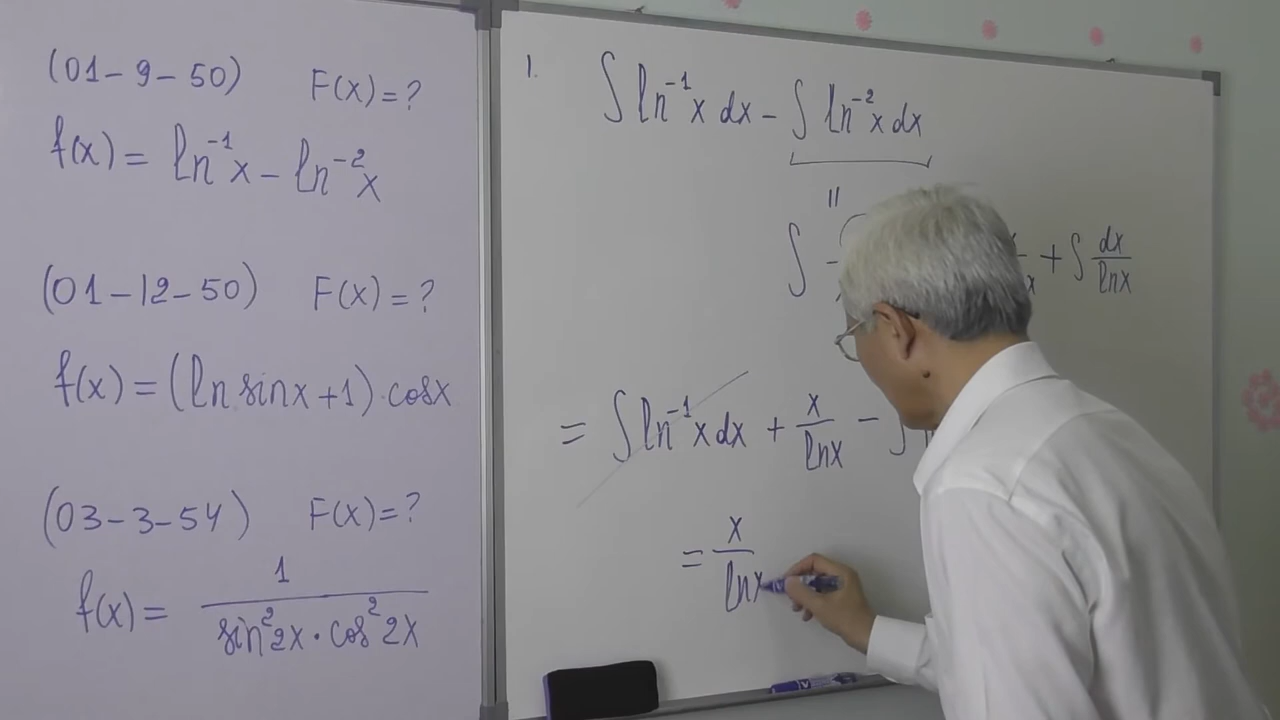 (01-9-50) F(x)=?
f(x)= ln⁻¹x - ln⁻²x
(01-12-50) F(x)=?
f(x)=(ln sinx+1)·cosx
(03-3-54) F(x)=?
f(x)= 1/(sin²2x·cos²2x)
1. ∫ln⁻¹x dx - ∫ln⁻²x dx
॥
∫ + ∫ dx/lnx
= ∫ln⁻¹x dx + x/lnx - ∫
= x/lnx